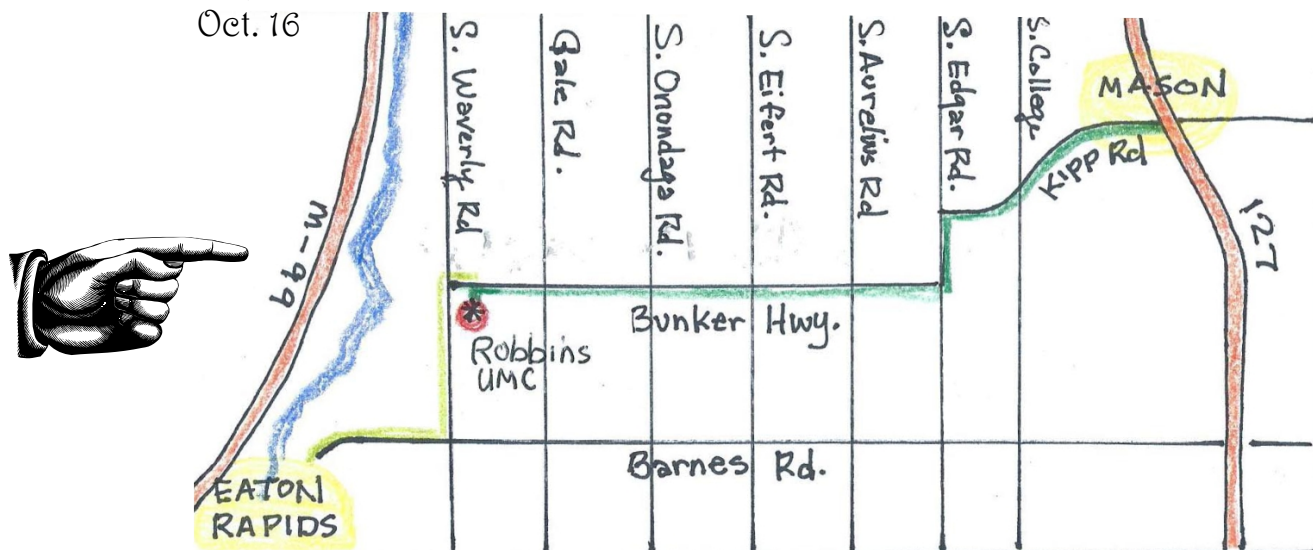 Oct. 16
S. Waverly Rd
Gale Rd.
S. Onondaga Rd.
S. Eifert Rd.
S. Aurelius Rd
S. Edgar Rd.
S. College
MASON
Kipp Rd
127
M-99
Bunker Hwy.
*
Robbins
UMC
Barnes Rd.
EATON
RAPIDS